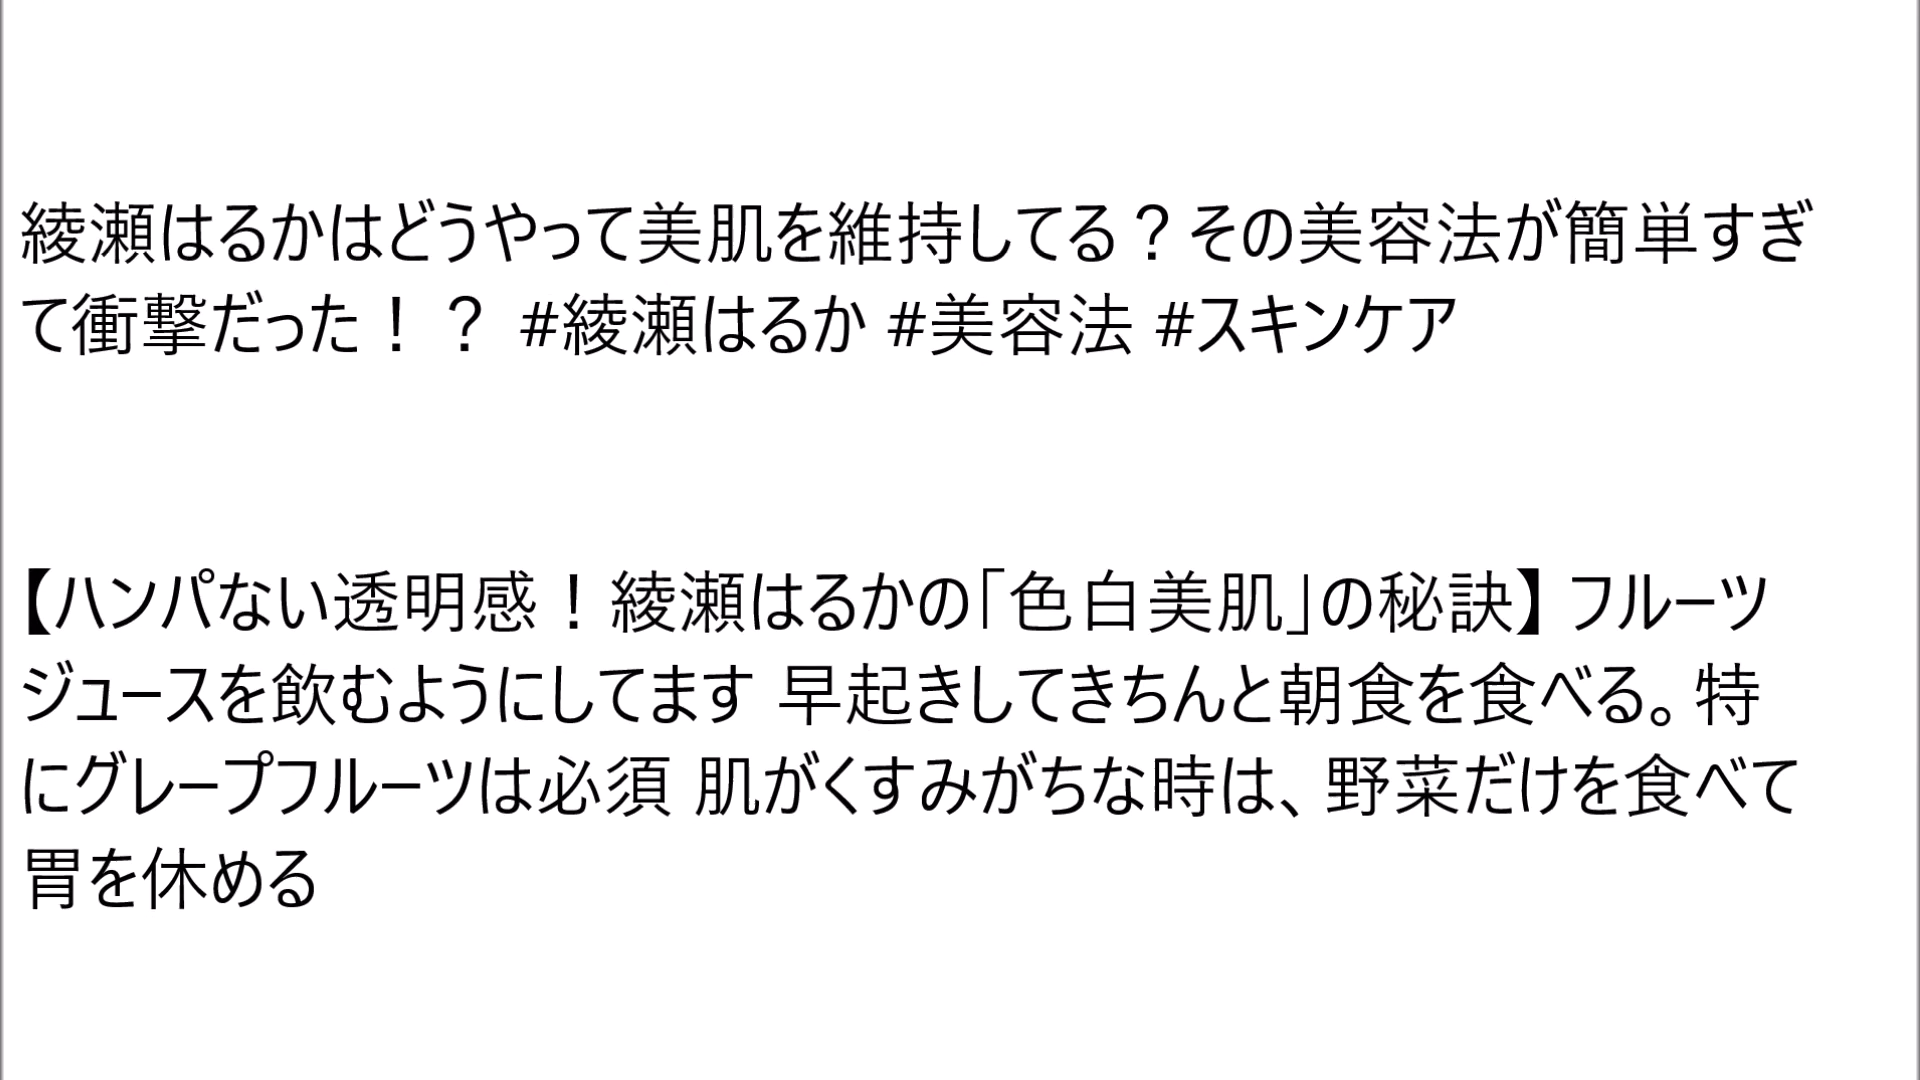 綾瀬はるかはどうやって美肌を維持してる？その美容法が簡単すぎ
て衝撃だった！？ #綾瀬はるか #美容法 #スキンケア
【ハンパない透明感！綾瀬はるかの「色白美肌」の秘訣】フルーツ
ジュースを飲むようにしてます 早起きしてきちんと朝食を食べる。特
にグレープフルーツは必須 肌がくすみがちな時は、野菜だけを食べて
胃を休める